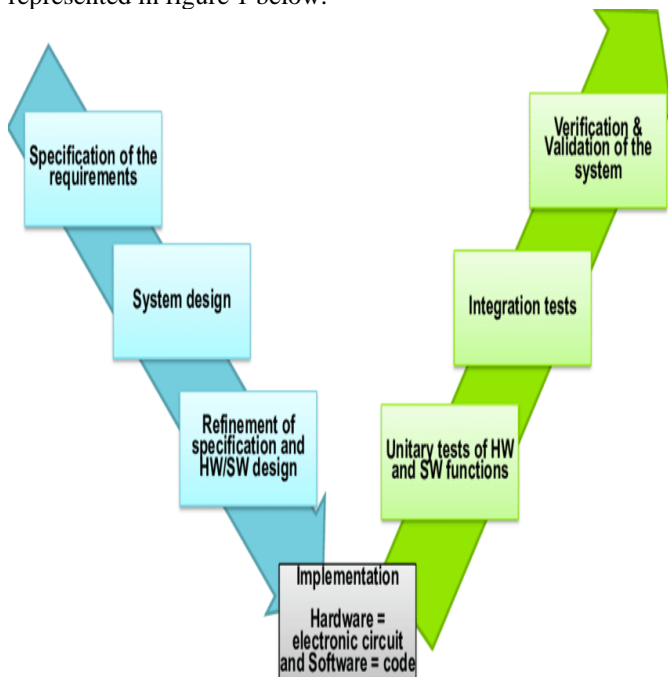 represented in figure 1 below.
Specification of the
requirements
System design
Refinement of
specification and
HW/SW design
Implementation
Hardware =
electronic circuit
and Software = code
Unitary tests of HW
and SW functions
Integration tests
Verification &
Validation of the
system